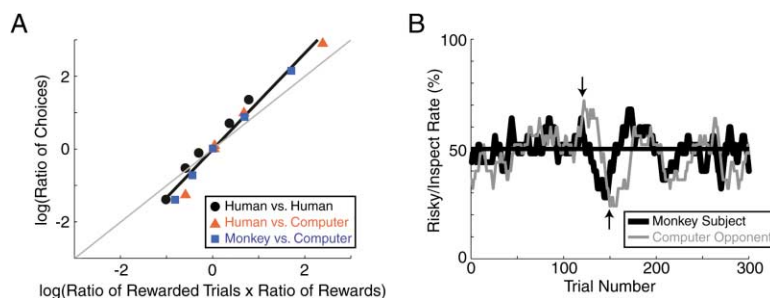 A
log(Ratio of Choices)
2
0
-2
-2
0
2
log(Ratio of Rewarded Trials x Ratio of Rewards)
Human vs. Human
Human vs. Computer
Monkey vs. Computer
B
Risky/Inspect Rate (%)
100
50
0
0
100
200
300
Trial Number
Monkey Subject
Computer Opponent